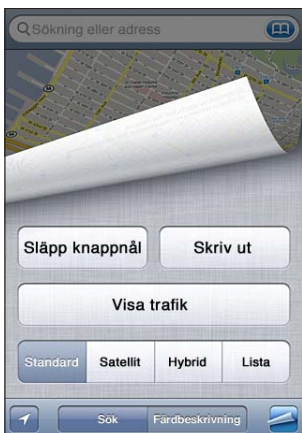 Sökning eller adress
Släpp knappnål
Skriv ut
Visa trafik
Standard
Satellit
Hybrid
Lista
Sök
Färdbeskrivning